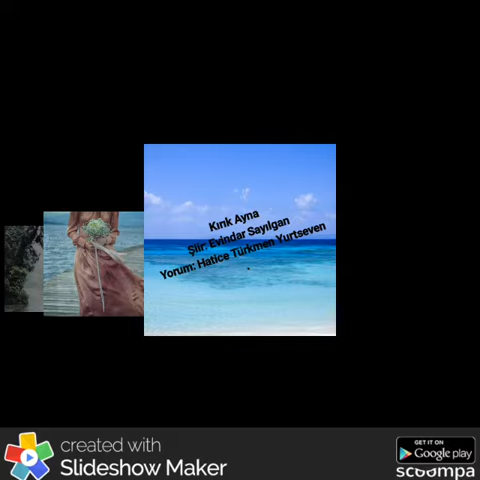 Kırık Ayna
Şiir: Evindar Sayılgan
Yorum: Hatice Türkmen Yurtseven
created with
Slideshow Maker
GET IT ON
Google play
scoompa